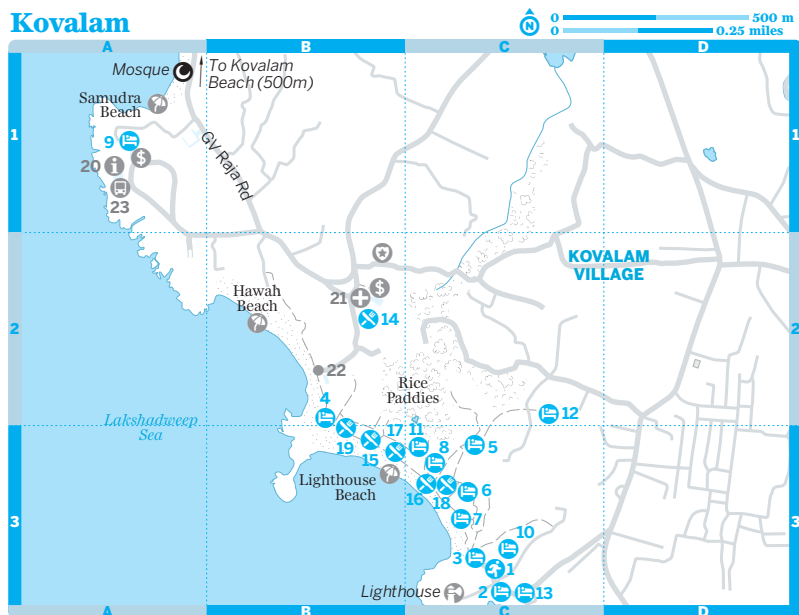 Kovalam
0 500 m
0 0.25 miles
N
A B C D
Mosque
To Kovalam
Beach (500m)
Samudra
Beach
1 1
9
$
20
23
GV Raja Rd
KOVALAM
VILLAGE
Hawah
Beach
21
$
14
2 2
22
Rice
Paddies
4
12
Lakshadweep
Sea
17 11
19
15
8
5
Lighthouse
Beach
16
18
6
7
3 3
10
3
1
Lighthouse
2
13
A B C D